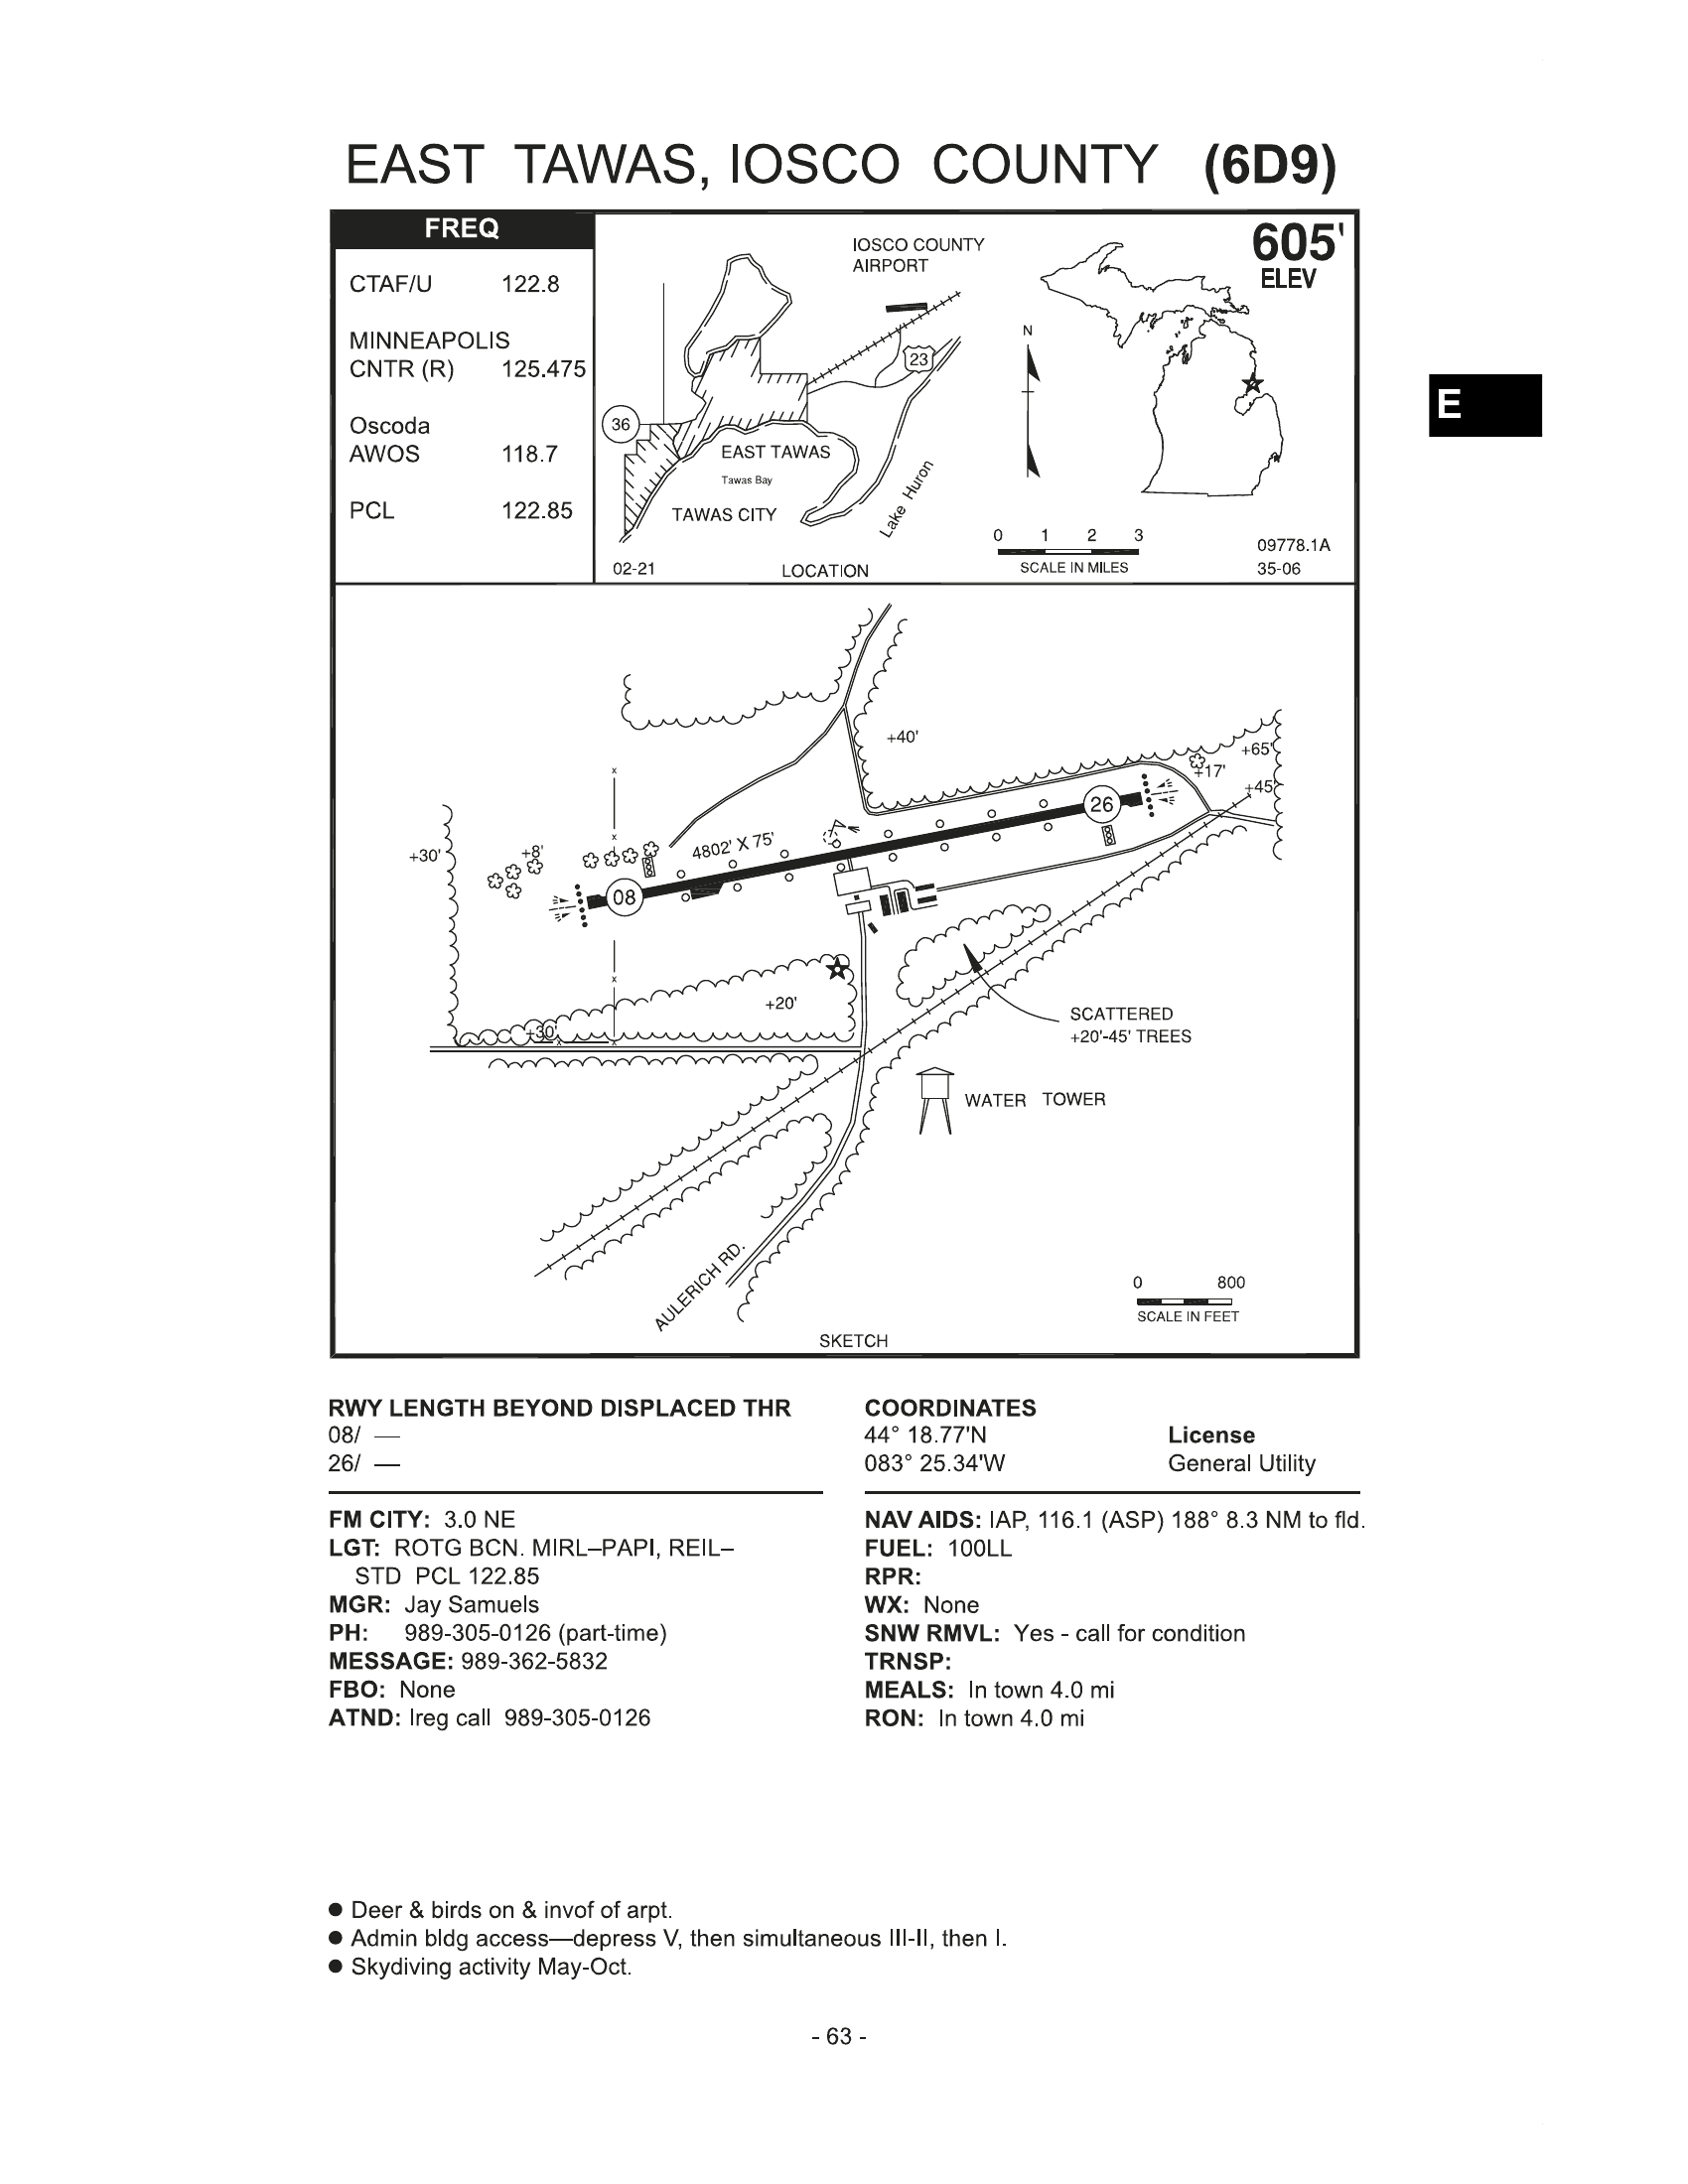 EAST TAWAS, IOSCO COUNTY (6D9)
FREQ
CTAF/U 122.8
MINNEAPOLIS
CNTR (R) 125.475
Oscoda
AWOS 118.7
PCL 122.85
IOSCO COUNTY
AIRPORT
23
36
EAST TAWAS
Tawas Bay
TAWAS CITY
Lake Huron
02-21
LOCATION
N
0 1 2 3
SCALE IN MILES
605'
ELEV
09778.1A
35-06
E
+40'
+65'
+17'
+45'
26
4802' X 75'
+30'
+8'
08
+20'
+30'
SCATTERED
+20'-45' TREES
WATER TOWER
AULERICH RD.
0 800
SCALE IN FEET
SKETCH
RWY LENGTH BEYOND DISPLACED THR
08/ —
26/ —
COORDINATES
44° 18.77'N
083° 25.34'W
License
General Utility
FM CITY: 3.0 NE
LGT: ROTG BCN. MIRL–PAPI, REIL–
STD PCL 122.85
MGR: Jay Samuels
PH: 989-305-0126 (part-time)
MESSAGE: 989-362-5832
FBO: None
ATND: Ireg call 989-305-0126
NAV AIDS: IAP, 116.1 (ASP) 188° 8.3 NM to fld.
FUEL: 100LL
RPR:
WX: None
SNW RMVL: Yes - call for condition
TRNSP:
MEALS: In town 4.0 mi
RON: In town 4.0 mi
● Deer & birds on & invof of arpt.
● Admin bldg access—depress V, then simultaneous III-II, then I.
● Skydiving activity May-Oct.
- 63 -